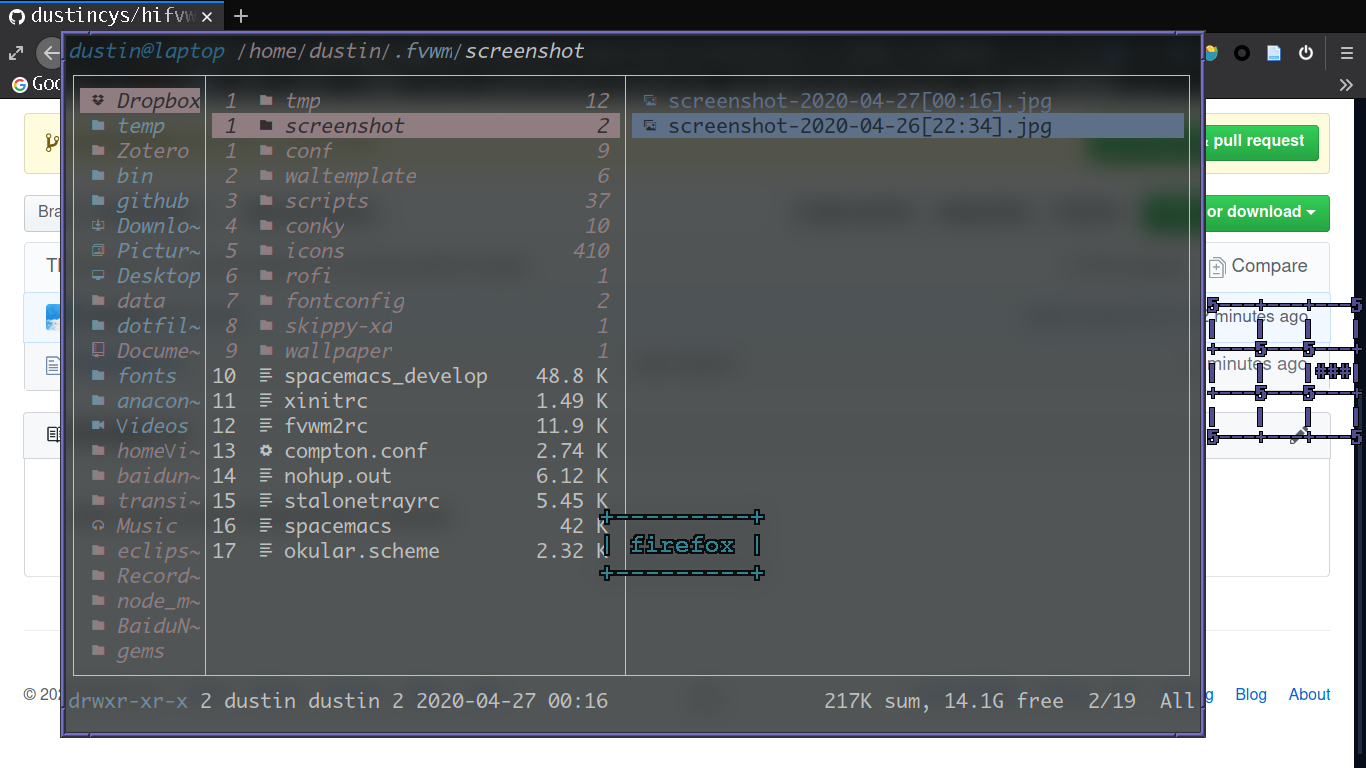 dustincys/hifvw
dustin@laptop /home/dustin/.fvwm/screenshot
Goo
Dropbox 1 tmp 12 screenshot-2020-04-27[00:16].jpg
temp 1 screenshot 2 screenshot-2020-04-26[22:34].jpg
Zotero 1 conf 9
pull request
bin 2 waltemplate 6
github 3 scripts 37
Bra
or download
Downlo~ 4 conky 10
Pictur~ 5 icons 410
Compare
Desktop 6 rofi 1
data 7 fontconfig 2
minutes ago
dotfil~ 8 skippy-xd 1
Docume~ 9 wallpaper 1
minutes ago
fonts 10 spacemacs_develop 48.8 K
anacon~ 11 xinitrc 1.49 K
Videos 12 fvwm2rc 11.9 K
homeVi~ 13 compton.conf 2.74 K
baidun~ 14 nohup.out 6.12 K
transi~ 15 stalonetrayrc 5.45 K
Music 16 spacemacs 42 K
firefox
eclips~ 17 okular.scheme 2.32 K
Record~
node_m~
BaiduN~
gems
© 202
g Blog About
drwxr-xr-x 2 dustin dustin 2 2020-04-27 00:16 217K sum, 14.1G free 2/19 All